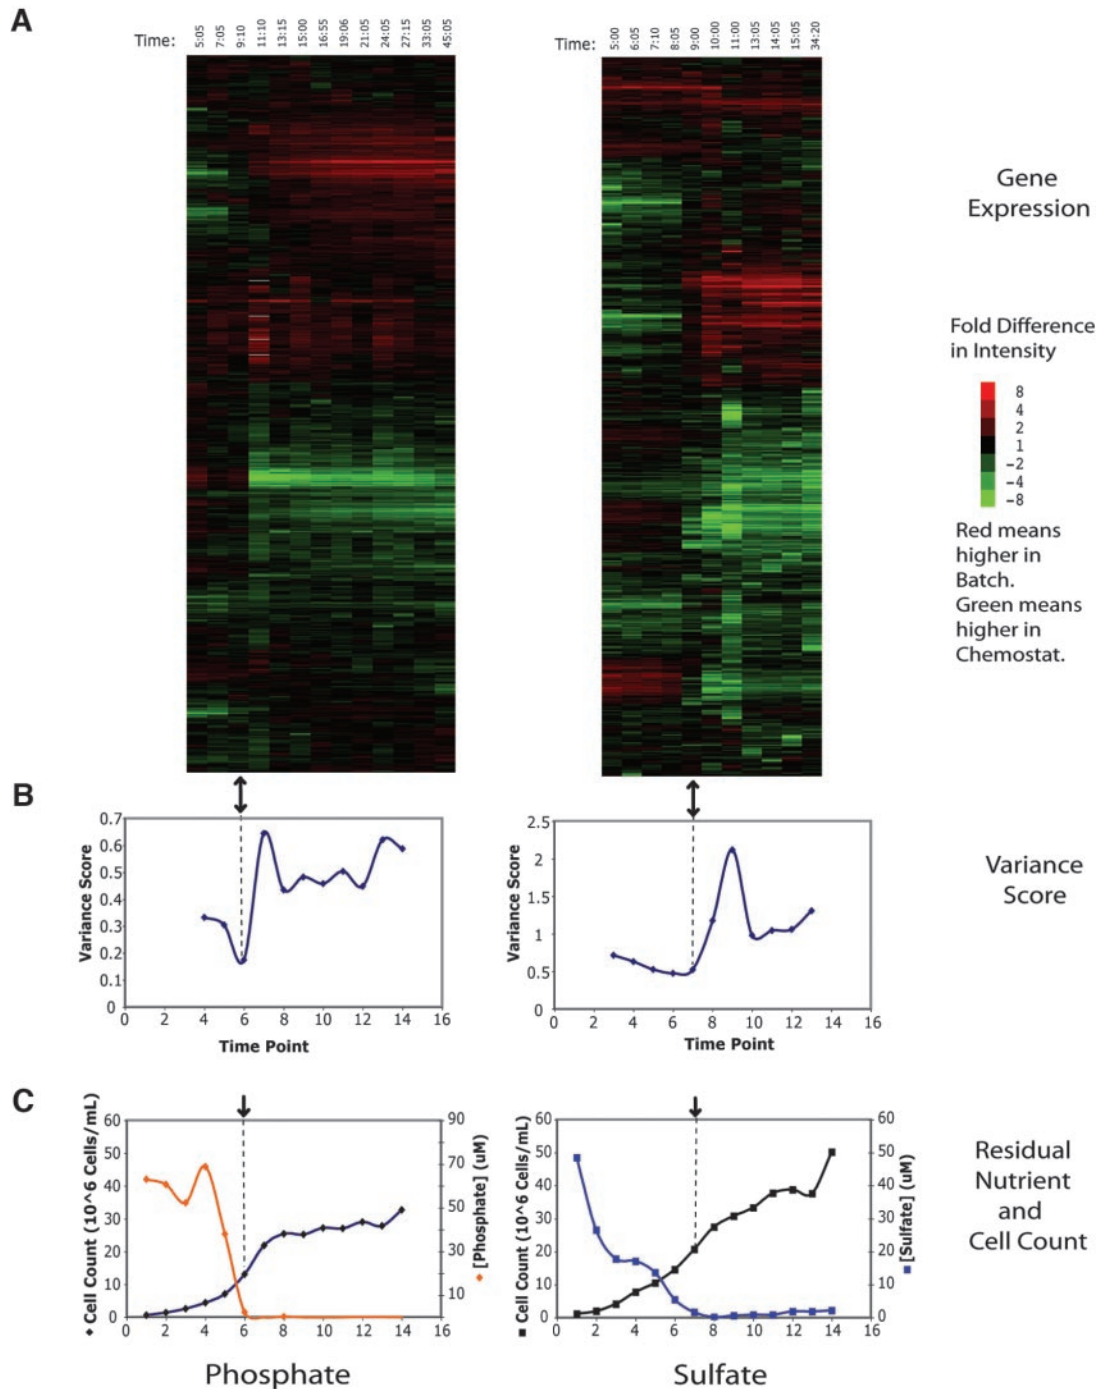 A
Time:
5:05
7:05
9:10
11:10
13:15
15:00
16:55
19:06
21:05
24:05
27:15
33:05
45:05
Time:
5:00
6:05
7:10
8:05
9:00
10:00
11:00
13:05
14:05
15:05
34:20
Gene
Expression
Fold Difference
in Intensity
8
4
2
1
-2
-4
-8
Red means
higher in
Batch.
Green means
higher in
Chemostat.
B
Variance Score
0.7
0.6
0.5
0.4
0.3
0.2
0.1
0
0 2 4 6 8 10 12 14 16
Time Point
Variance Score
2.5
2
1.5
1
0.5
0
0 2 4 6 8 10 12 14 16
Time Point
Variance
Score
C
Cell Count (10^6 Cells/mL)
60
50
40
30
20
10
0
90
70
50
30
10
[Phosphate] (uM)
0 2 4 6 8 10 12 14 16
Phosphate
Cell Count (10^6 Cells/mL)
60
50
40
30
20
10
0
60
50
40
30
20
10
0
[Sulfate] (uM)
0 2 4 6 8 10 12 14 16
Sulfate
Residual
Nutrient
and
Cell Count